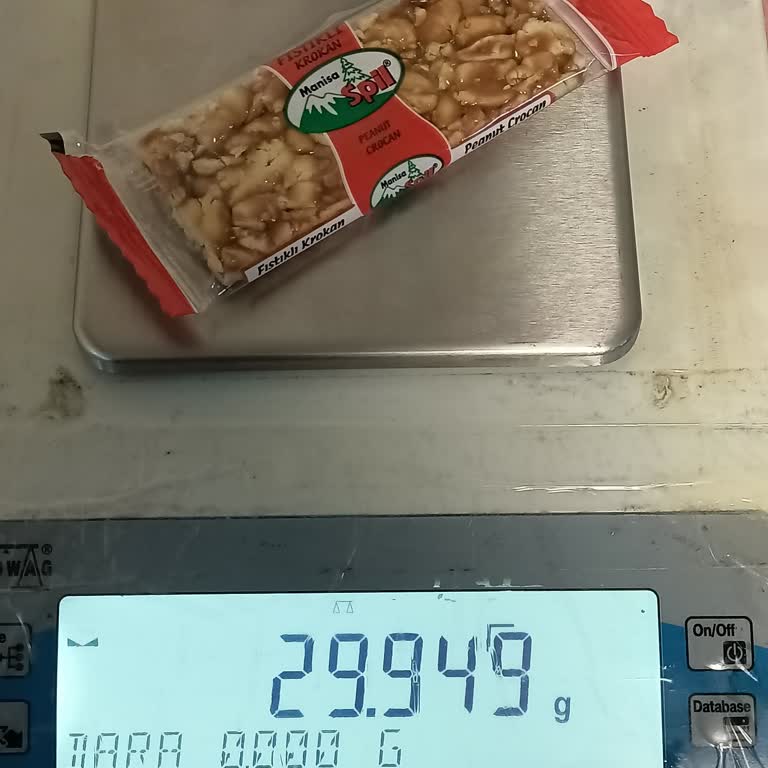 FISTIKLI
KROKAN
Manisa
Spil®
PEANUT
CROCAN
Manisa
Spil
Fıstıklı Krokan
Peanut Crocan
WAG®
On/Off
29.949 g
Database
TARA 0.000 G